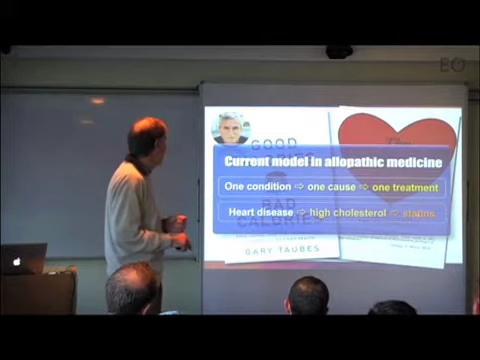 EO
GOOD
Current model in allopathic medicine
One condition ⇨ one cause ⇨ one treatment
BAD
Heart disease ⇨ high cholesterol ⇨ statins
CALORIES
GARY TAUBES